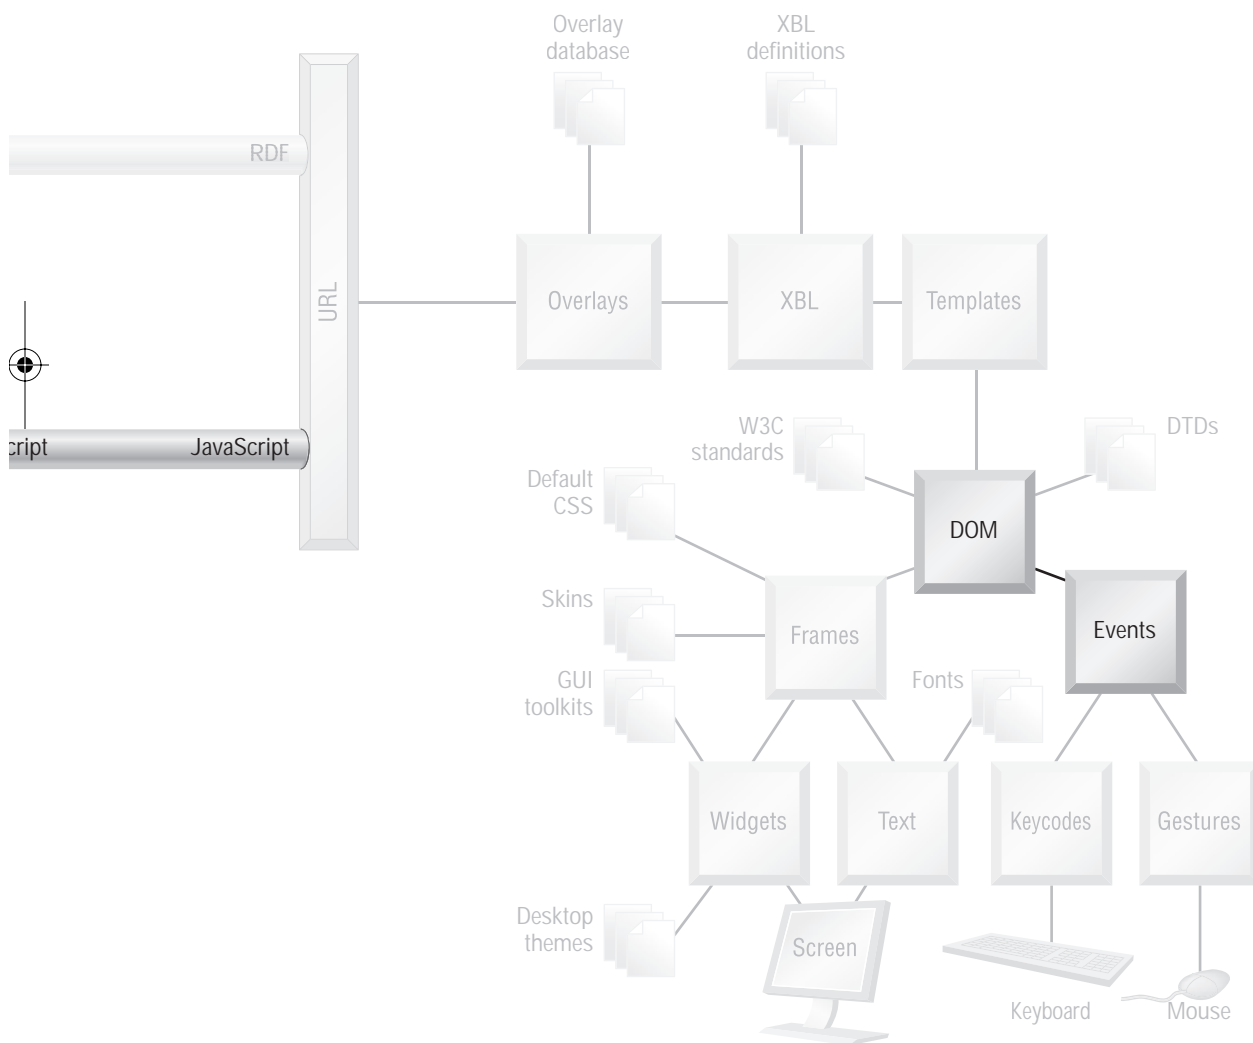 Overlay
database
XBL
definitions
RDF
URL
Overlays
XBL
Templates
cript
JavaScript
W3C
standards
DTDs
Default
CSS
DOM
Skins
Frames
Events
GUI
toolkits
Fonts
Widgets
Text
Keycodes
Gestures
Desktop
themes
Screen
Keyboard
Mouse